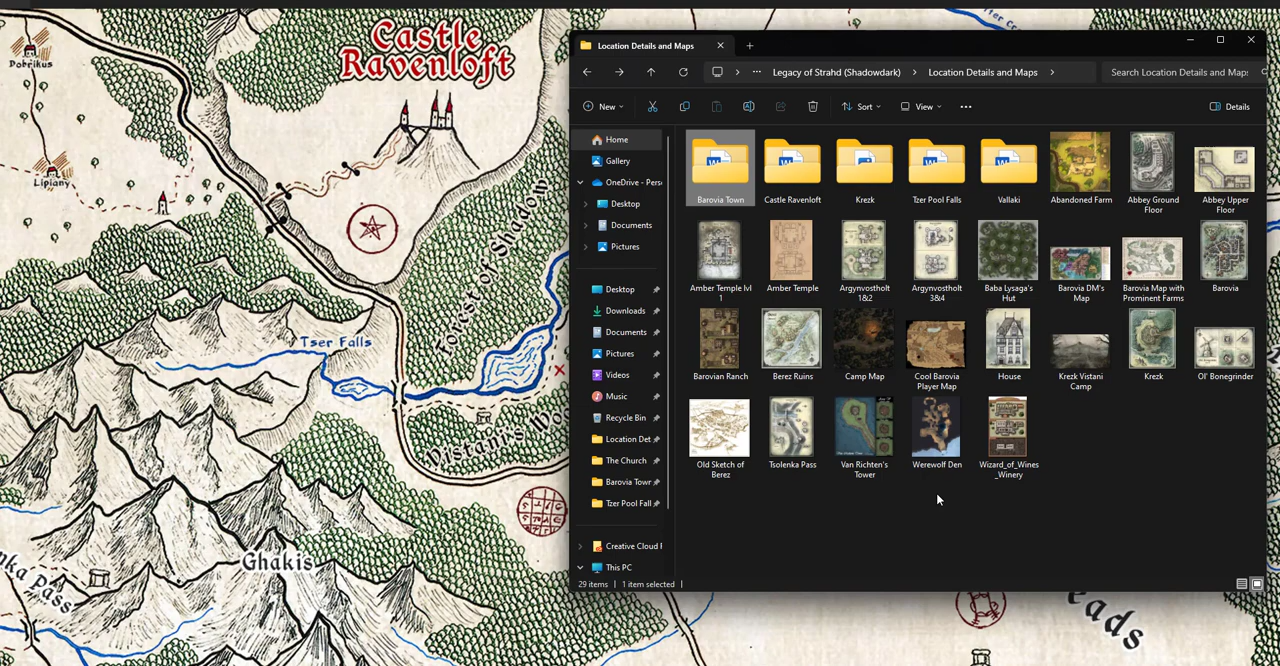 Castle
Ravenloft
Dobrikus
Lipiany
Tser Falls
Forest of Shadow
Ghakis
nka Pass
eads
Location Details and Maps
Legacy of Strahd (Shadowdark)
Location Details and Maps
Search Location Details and Maps
New
Sort
View
Details
Home
Gallery
OneDrive - Pers
Desktop
Documents
Pictures
Desktop
Downloads
Documents
Pictures
Videos
Music
Recycle Bin
Location Det
The Church
Barovia Towr
Tzer Pool Fall
Creative Cloud F
This PC
Barovia Town
Castle Ravenloft
Krezk
Tzer Pool Falls
Vallaki
Abandoned Farm
Abbey Ground
Floor
Abbey Upper
Floor
Amber Temple lvl
1
Amber Temple
Argynvostholt
1&2
Argynvostholt
3&4
Baba Lysaga's
Hut
Barovia DM's
Map
Barovia Map with
Prominent Farms
Barovia
Barovian Ranch
Berez Ruins
Camp Map
Cool Barovia
Player Map
House
Krezk Vistani
Camp
Krezk
Ol' Bonegrinder
Old Sketch of
Berez
Tsolenka Pass
Van Richten's
Tower
Werewolf Den
Wizard_of_Wines
_Winery
29 items
1 item selected